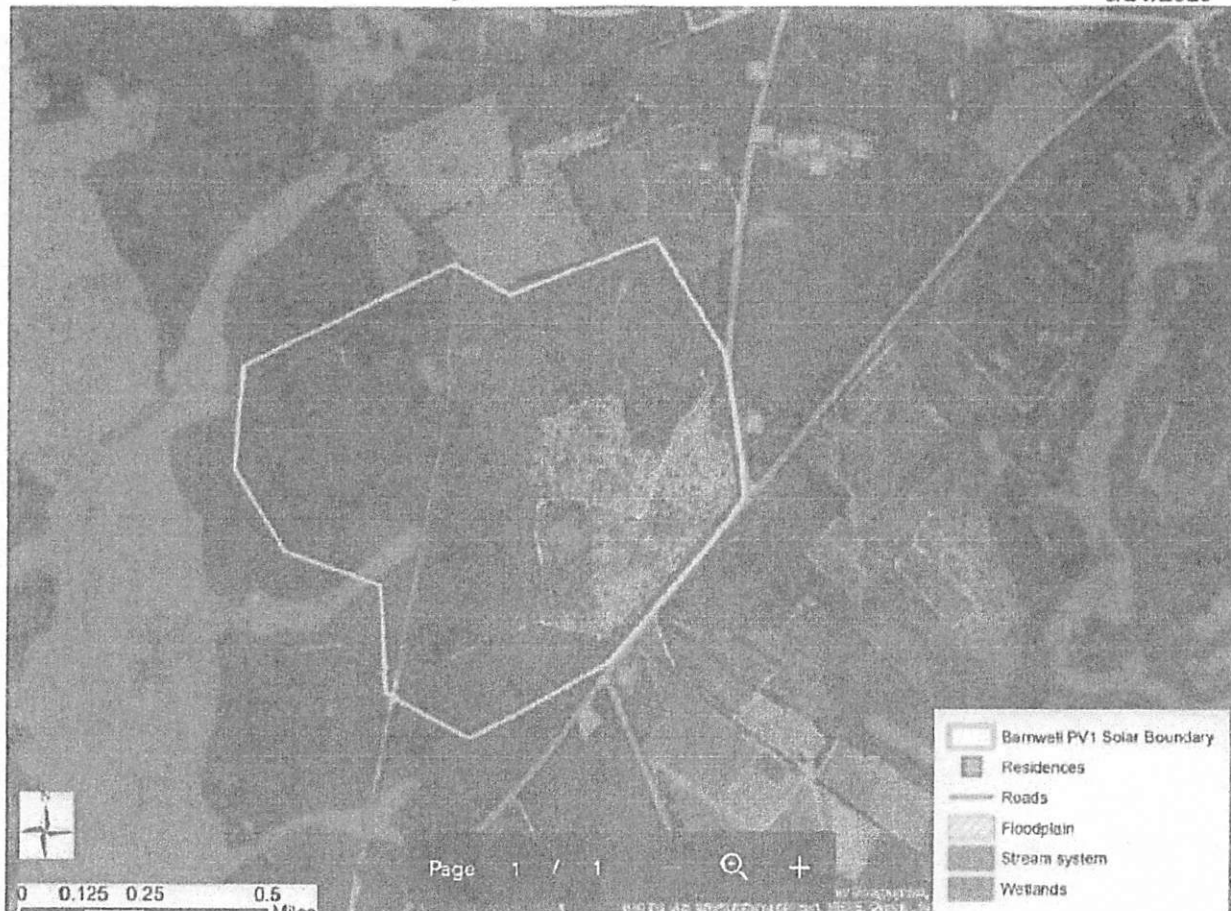 Barnwell PV1 Solar Boundary
Residences
Roads
Floodplain
Stream system
Wetlands
Page 1 / 1
0 0.125 0.25 0.5
Miles